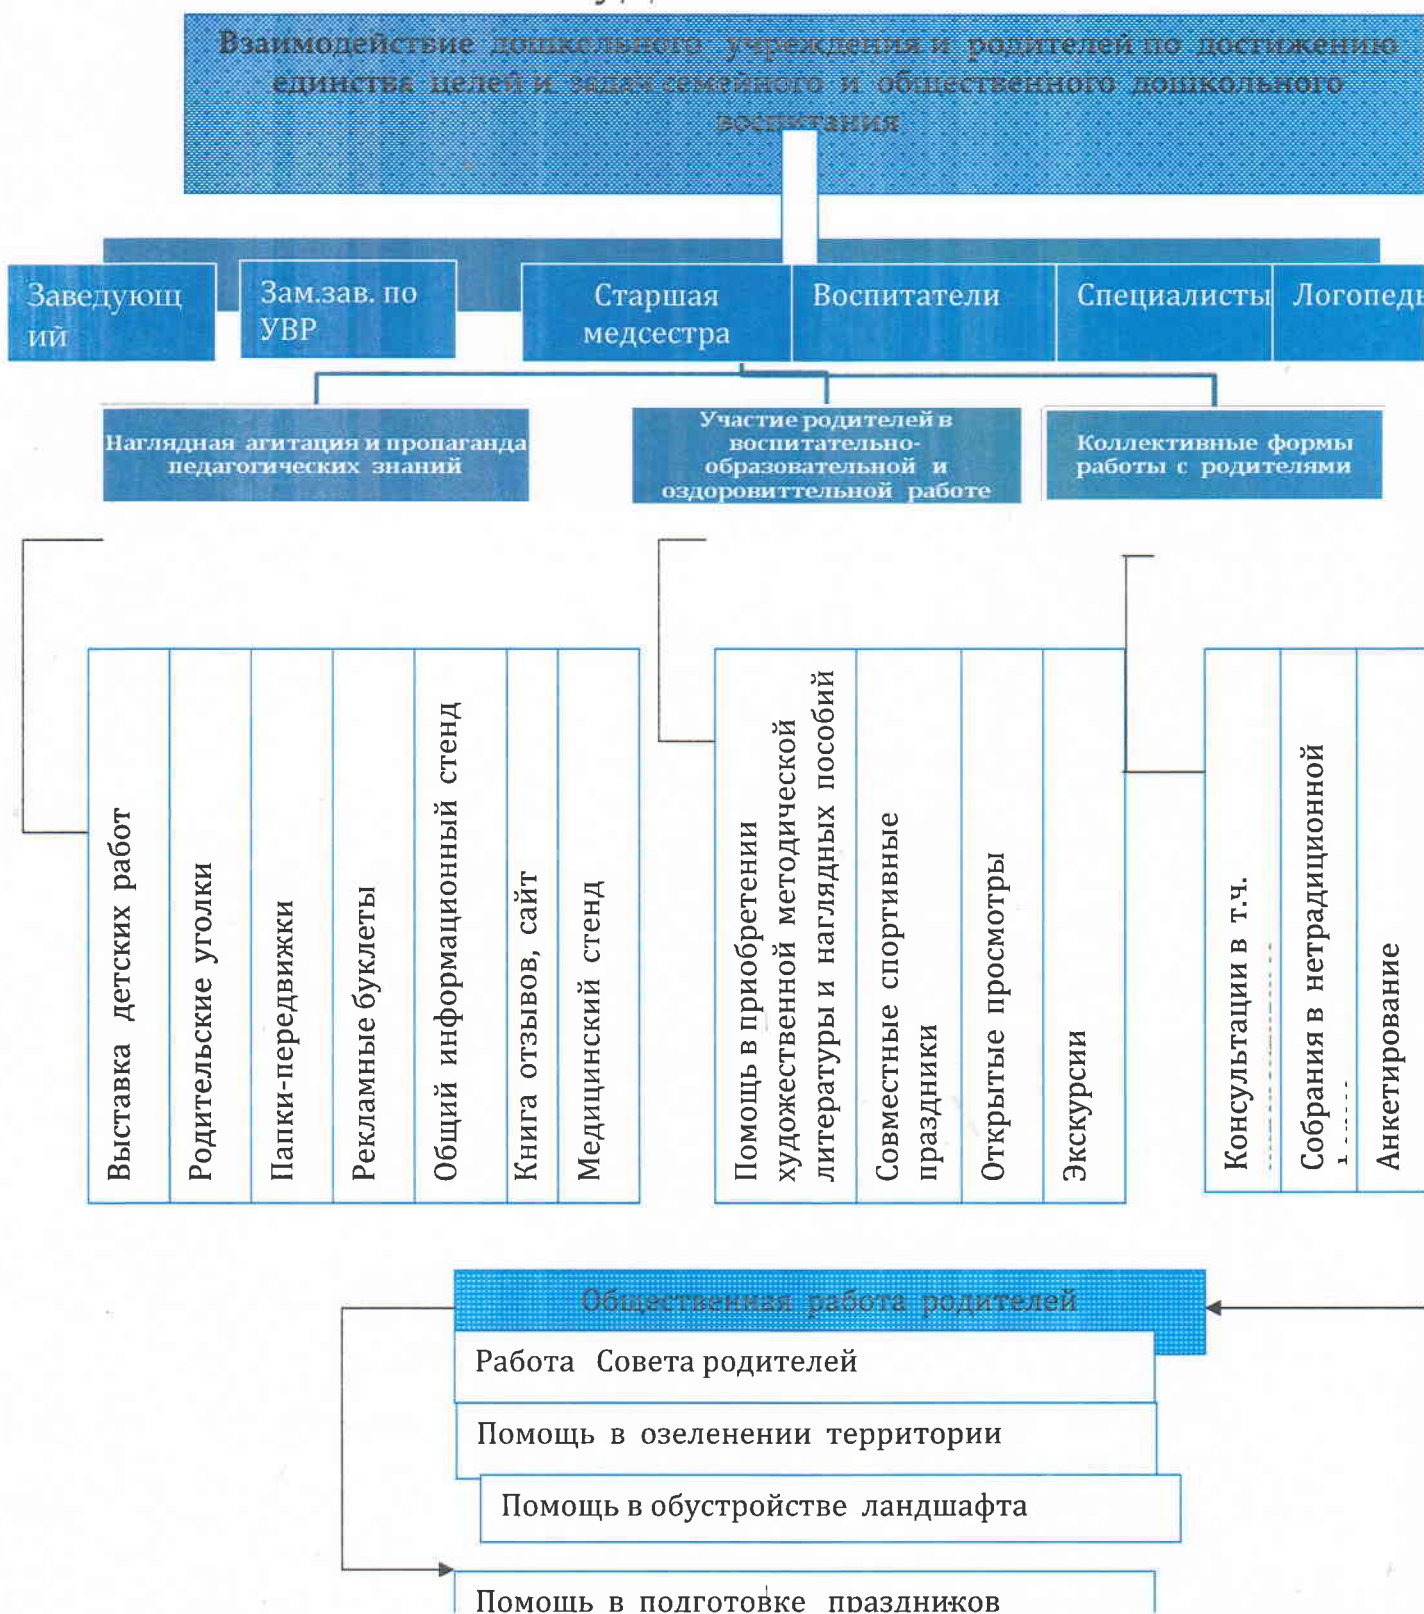 Взаимодействие дошкольного учреждения и родителей по достижению
единства целей и задач семейного и общественного дошкольного
воспитания
Заведующ
ий
Зам.зав. по
УВР
Старшая
медсестра
Воспитатели
Специалисты
Логопеды
Наглядная агитация и пропаганда
педагогических знаний
Участие родителей в
воспитательно-
образовательной и
оздоровиттельной работе
Коллективные формы
работы с родителями
Выставка детских работ
Родительские уголки
Папки-передвижки
Рекламные буклеты
Общий информационный стенд
Книга отзывов, сайт
Медицинский стенд
Помощь в приобретении
художественной методической
литературы и наглядных пособий
Совместные спортивные
праздники
Открытые просмотры
Экскурсии
Консультации в т.ч.
Собрания в нетрадиционной
Анкетирование
Общественная работа родителей
Работа Совета родителей
Помощь в озеленении территории
Помощь в обустройстве ландшафта
Помощь в подготовке праздников